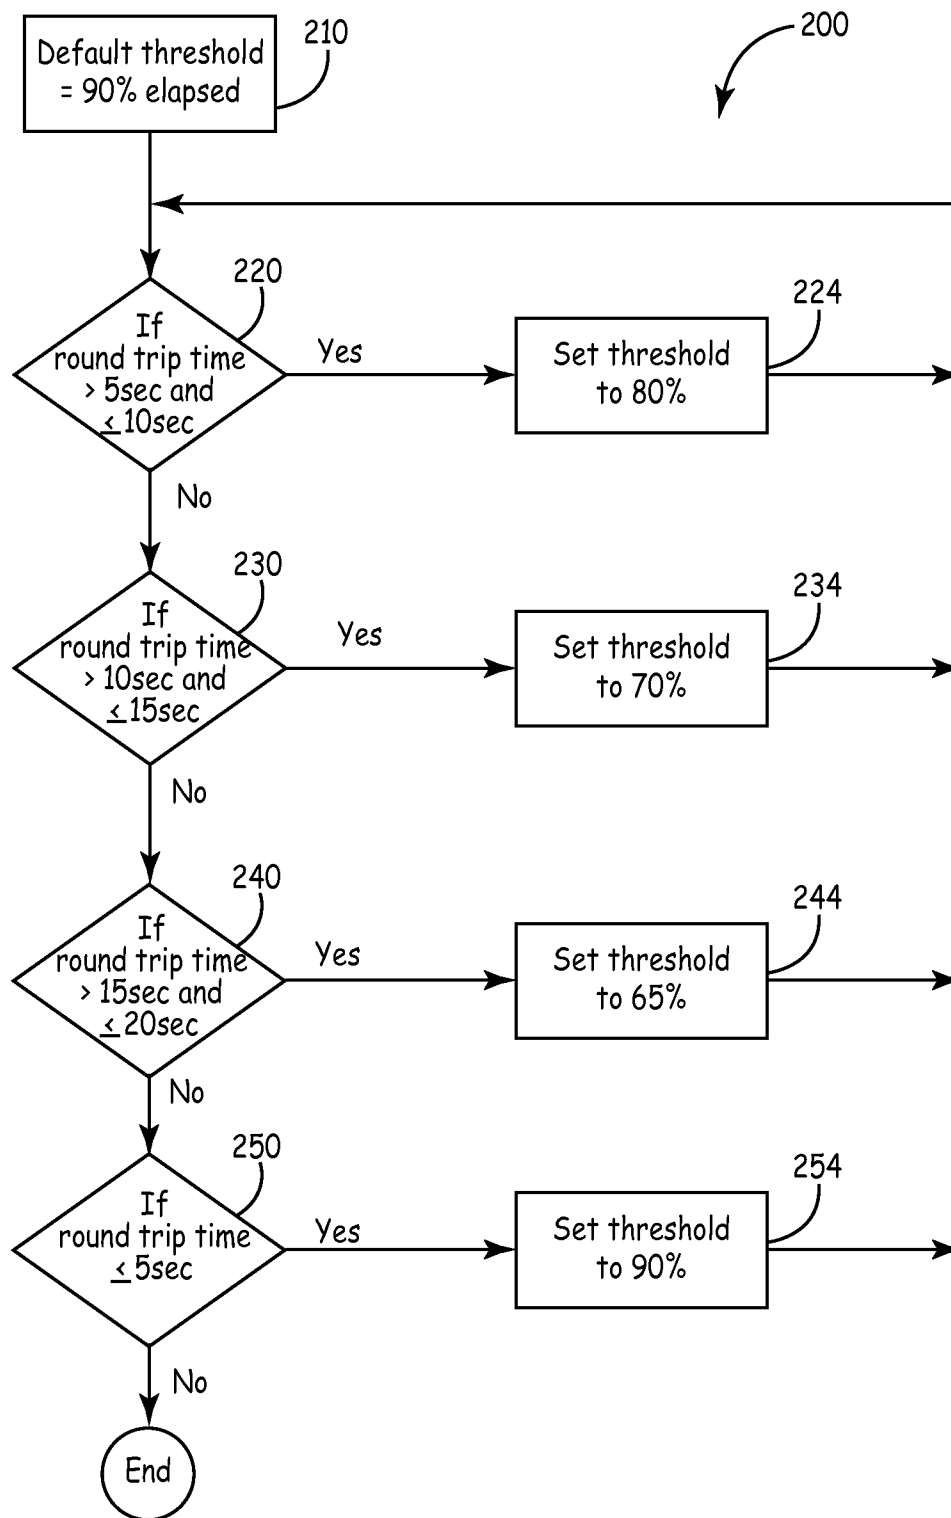 Default threshold
= 90% elapsed
210
200
220
If
round trip time
> 5sec and
≤ 10sec
Yes
Set threshold
to 80%
224
No
230
If
round trip time
> 10sec and
≤ 15sec
Yes
Set threshold
to 70%
234
No
240
If
round trip time
> 15sec and
≤ 20sec
Yes
Set threshold
to 65%
244
No
250
If
round trip time
≤ 5sec
Yes
Set threshold
to 90%
254
No
End